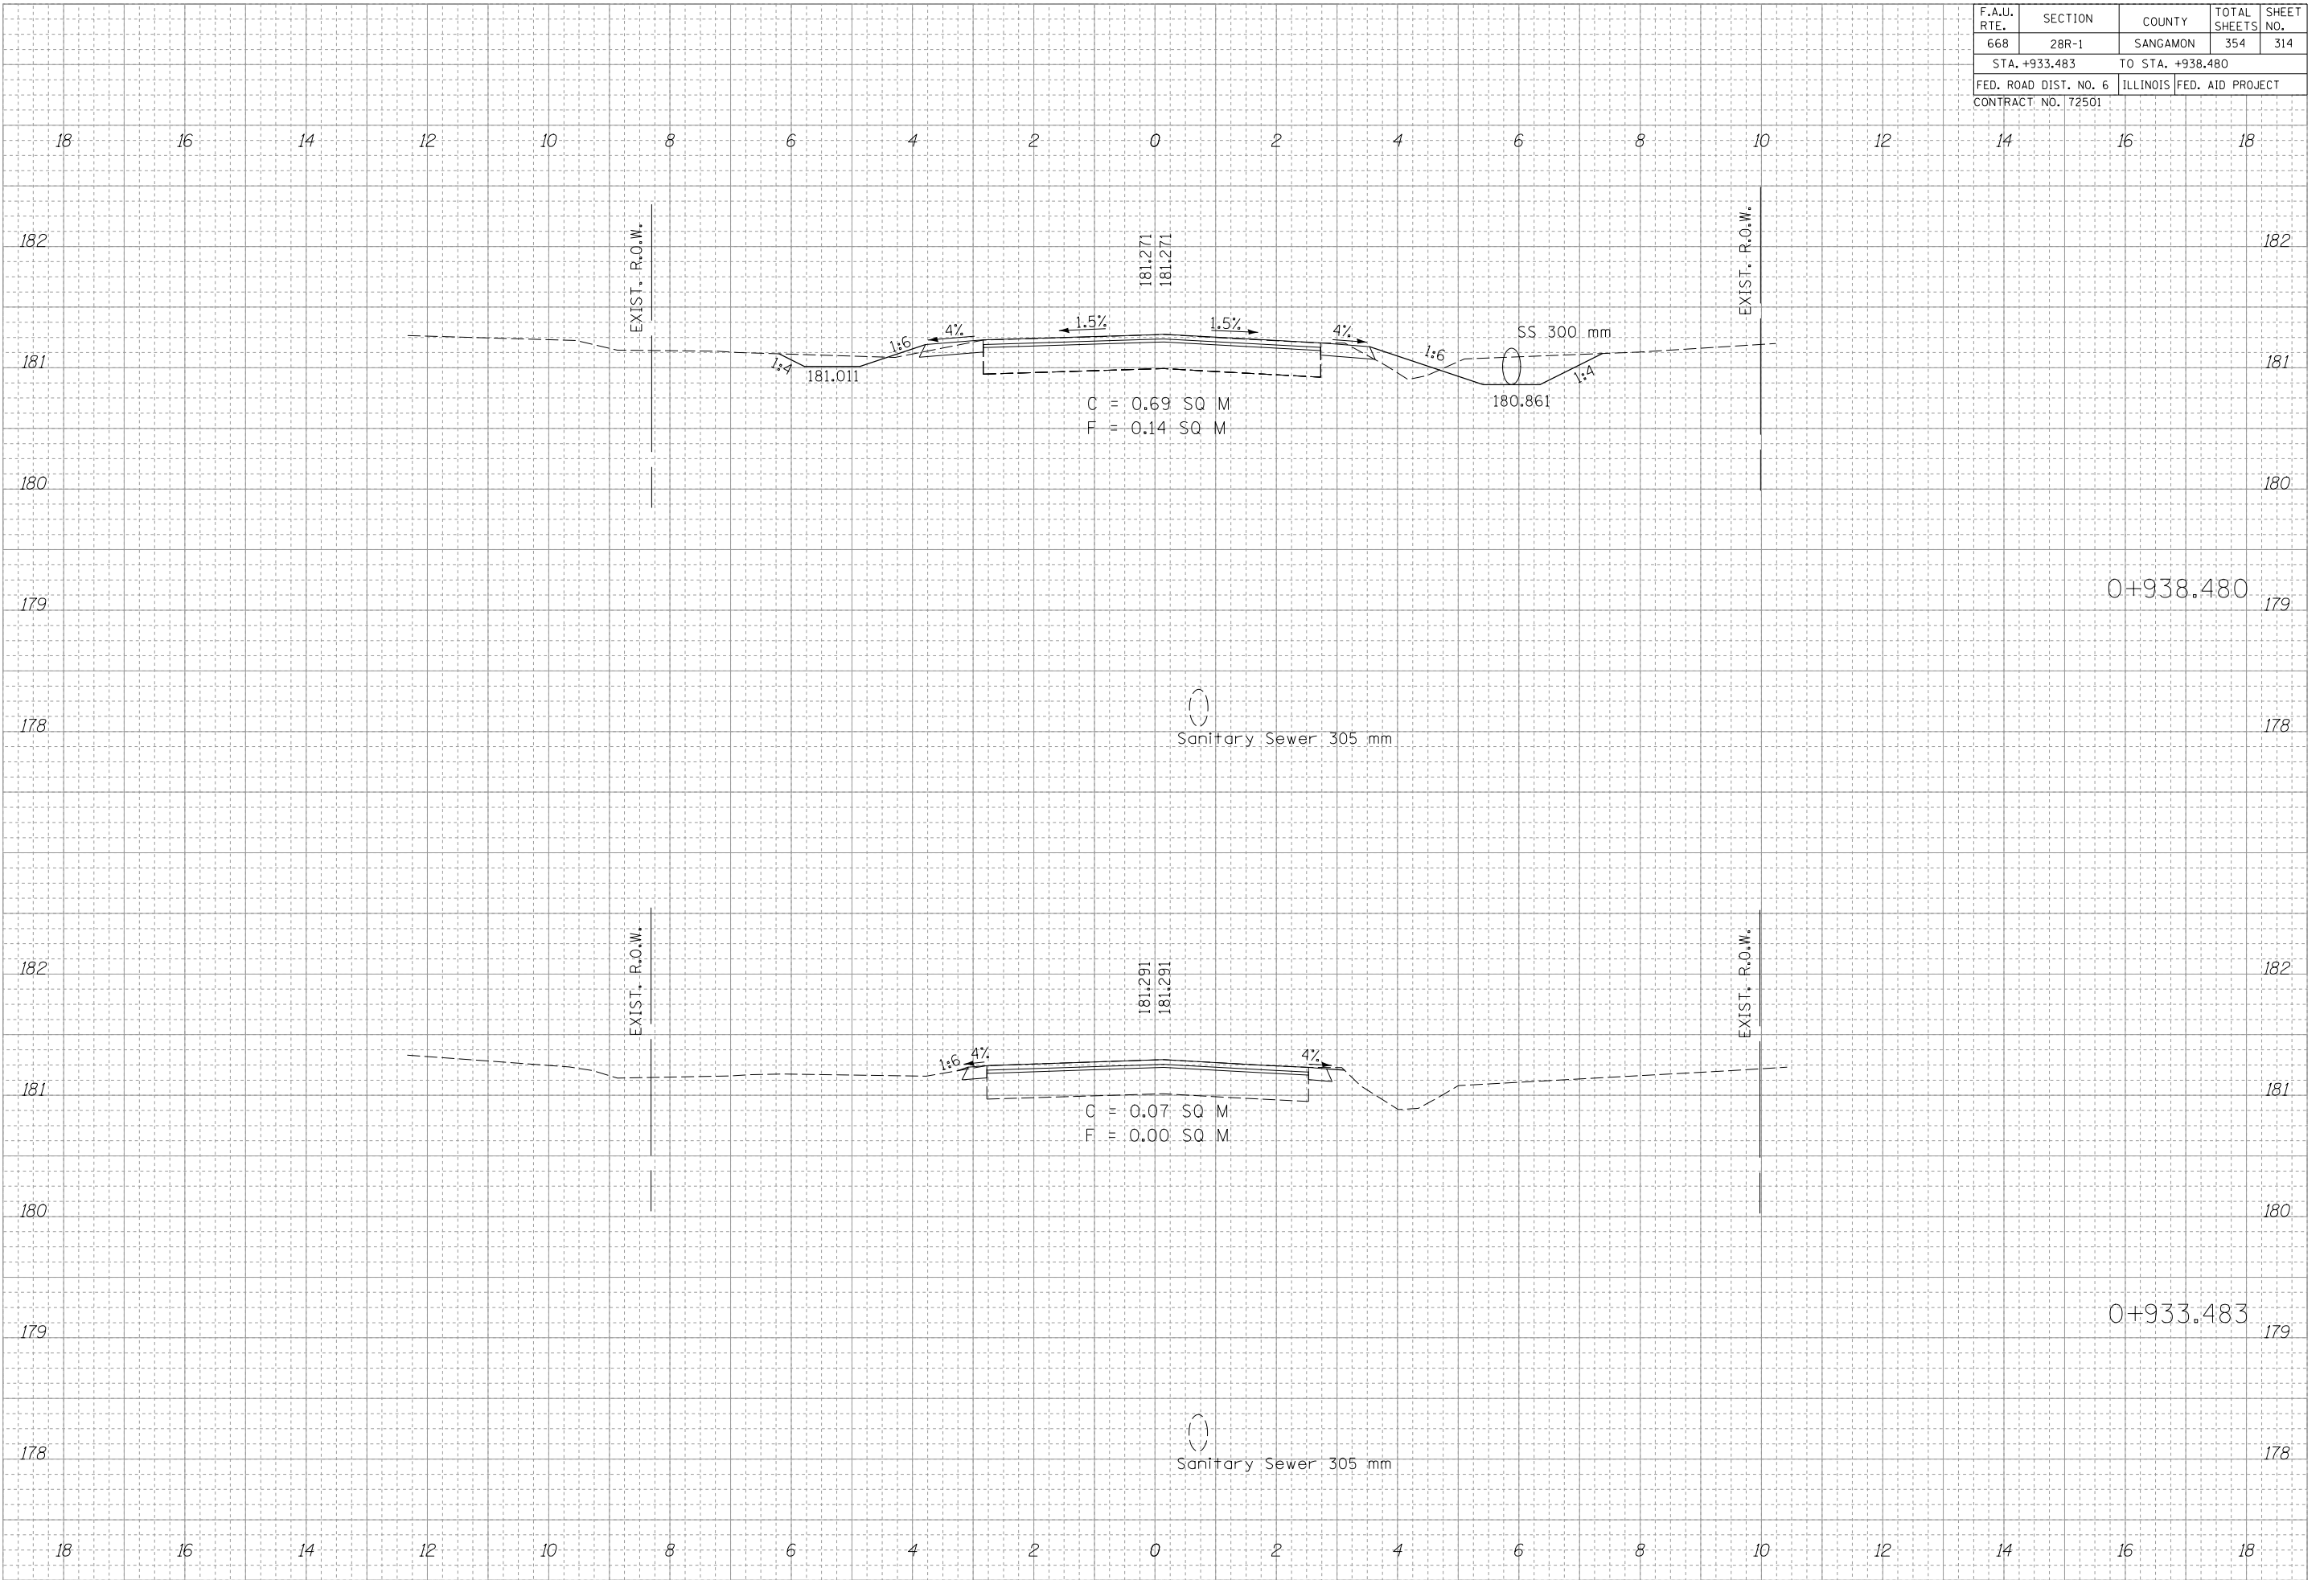 F.A.U. RTE. SECTION COUNTY TOTAL SHEETS SHEET NO.
668 28R-1 SANGAMON 354 314
STA. +933.483 TO STA. +938.480
FED. ROAD DIST. NO. 6 ILLINOIS FED. AID PROJECT
CONTRACT NO. 72501
18 16 14 12 10 8 6 4 2 0 2 4 6 8 10 12 14 16 18
EXIST. R.O.W.
181.271
181.271
EXIST. R.O.W.
182 182
1:4 181.011 1:6 4% 1.5% 1.5% 4% 1:6 SS 300 mm 1:4
180.861
181 181
C = 0.69 SQ M
F = 0.14 SQ M
180 180
0+938.480
179 179
178 178
Sanitary Sewer 305 mm
EXIST. R.O.W.
181.291
181.291
EXIST. R.O.W.
182 182
1:6 4% 4%
181 181
C = 0.07 SQ M
F = 0.00 SQ M
180 180
0+933.483
179 179
178 178
Sanitary Sewer 305 mm
18 16 14 12 10 8 6 4 2 0 2 4 6 8 10 12 14 16 18